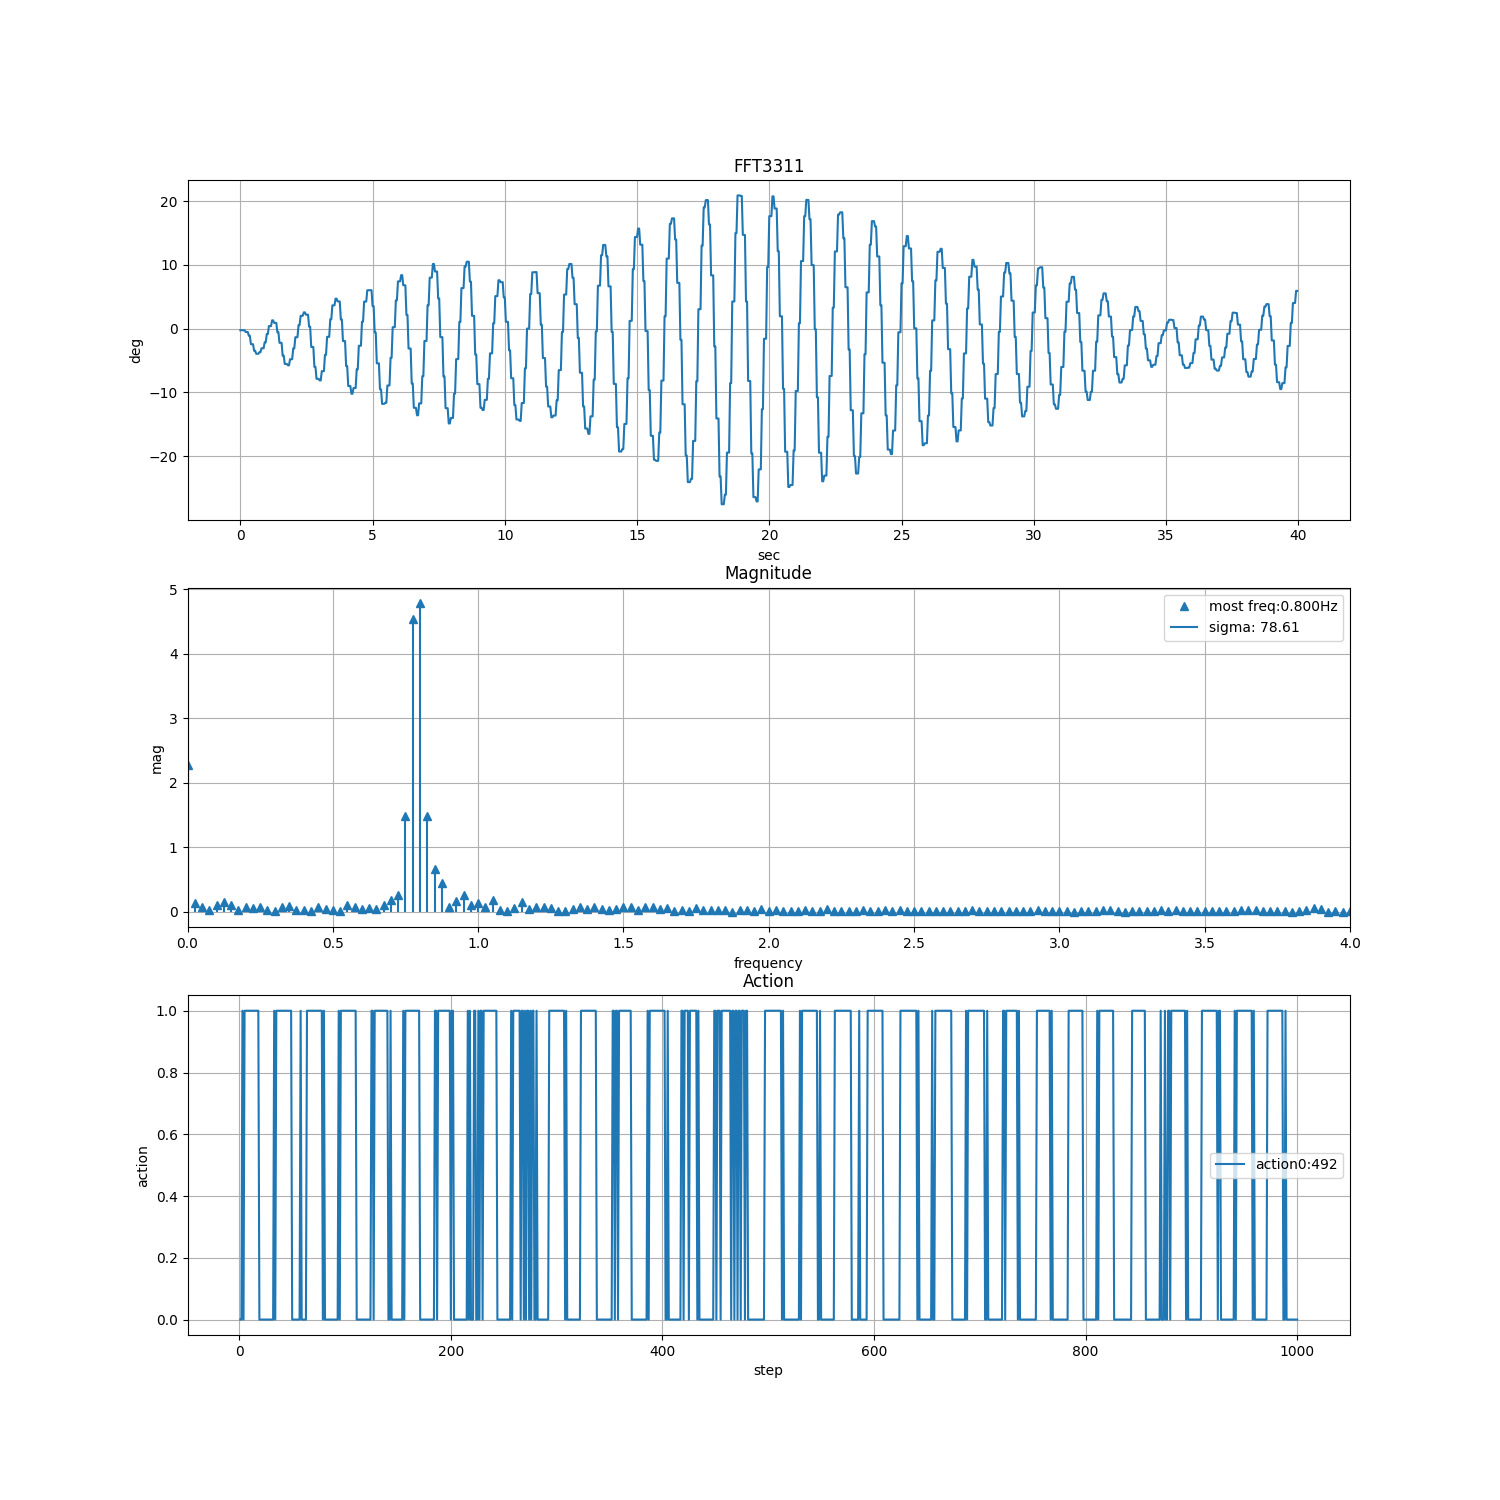 FFT3311
20
10
0
−10
−20
deg
0 5 10 15 20 25 30 35 40
sec
Magnitude
5
4
3
2
1
0
mag
most freq:0.800Hz
sigma: 78.61
0.0 0.5 1.0 1.5 2.0 2.5 3.0 3.5 4.0
frequency
Action
1.0
0.8
0.6
0.4
0.2
0.0
action
action0:492
0 200 400 600 800 1000
step